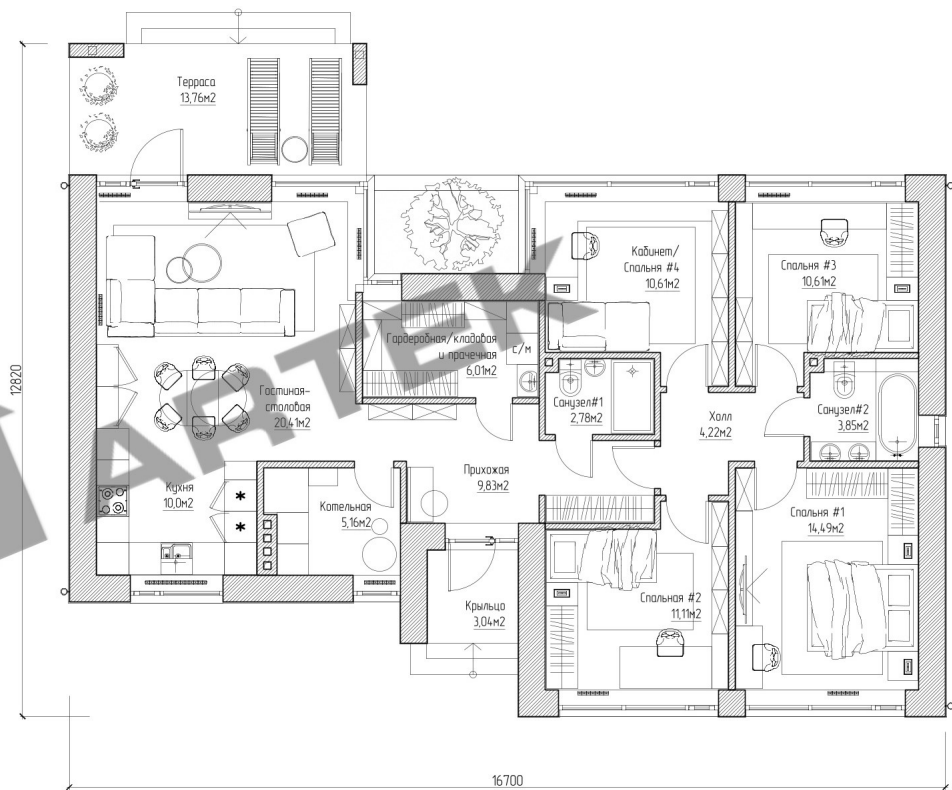 Терраса
13,76м2
Кабинет/
Спальня #4
10,61м2
Спальня #3
10,61м2
12820
Гардеробная/кладовая
и прачечная
6,01м2
с/м
Гостиная-
столовая
20,41м2
Санузел#1
2,78м2
Холл
4,22м2
Санузел#2
3,85м2
ARTEK
Кухня
10,0м2
*
*
Котельная
5,16м2
Прихожая
9,83м2
Спальня #1
14,49м2
Крыльцо
3,04м2
Спальная #2
11,11м2
16700